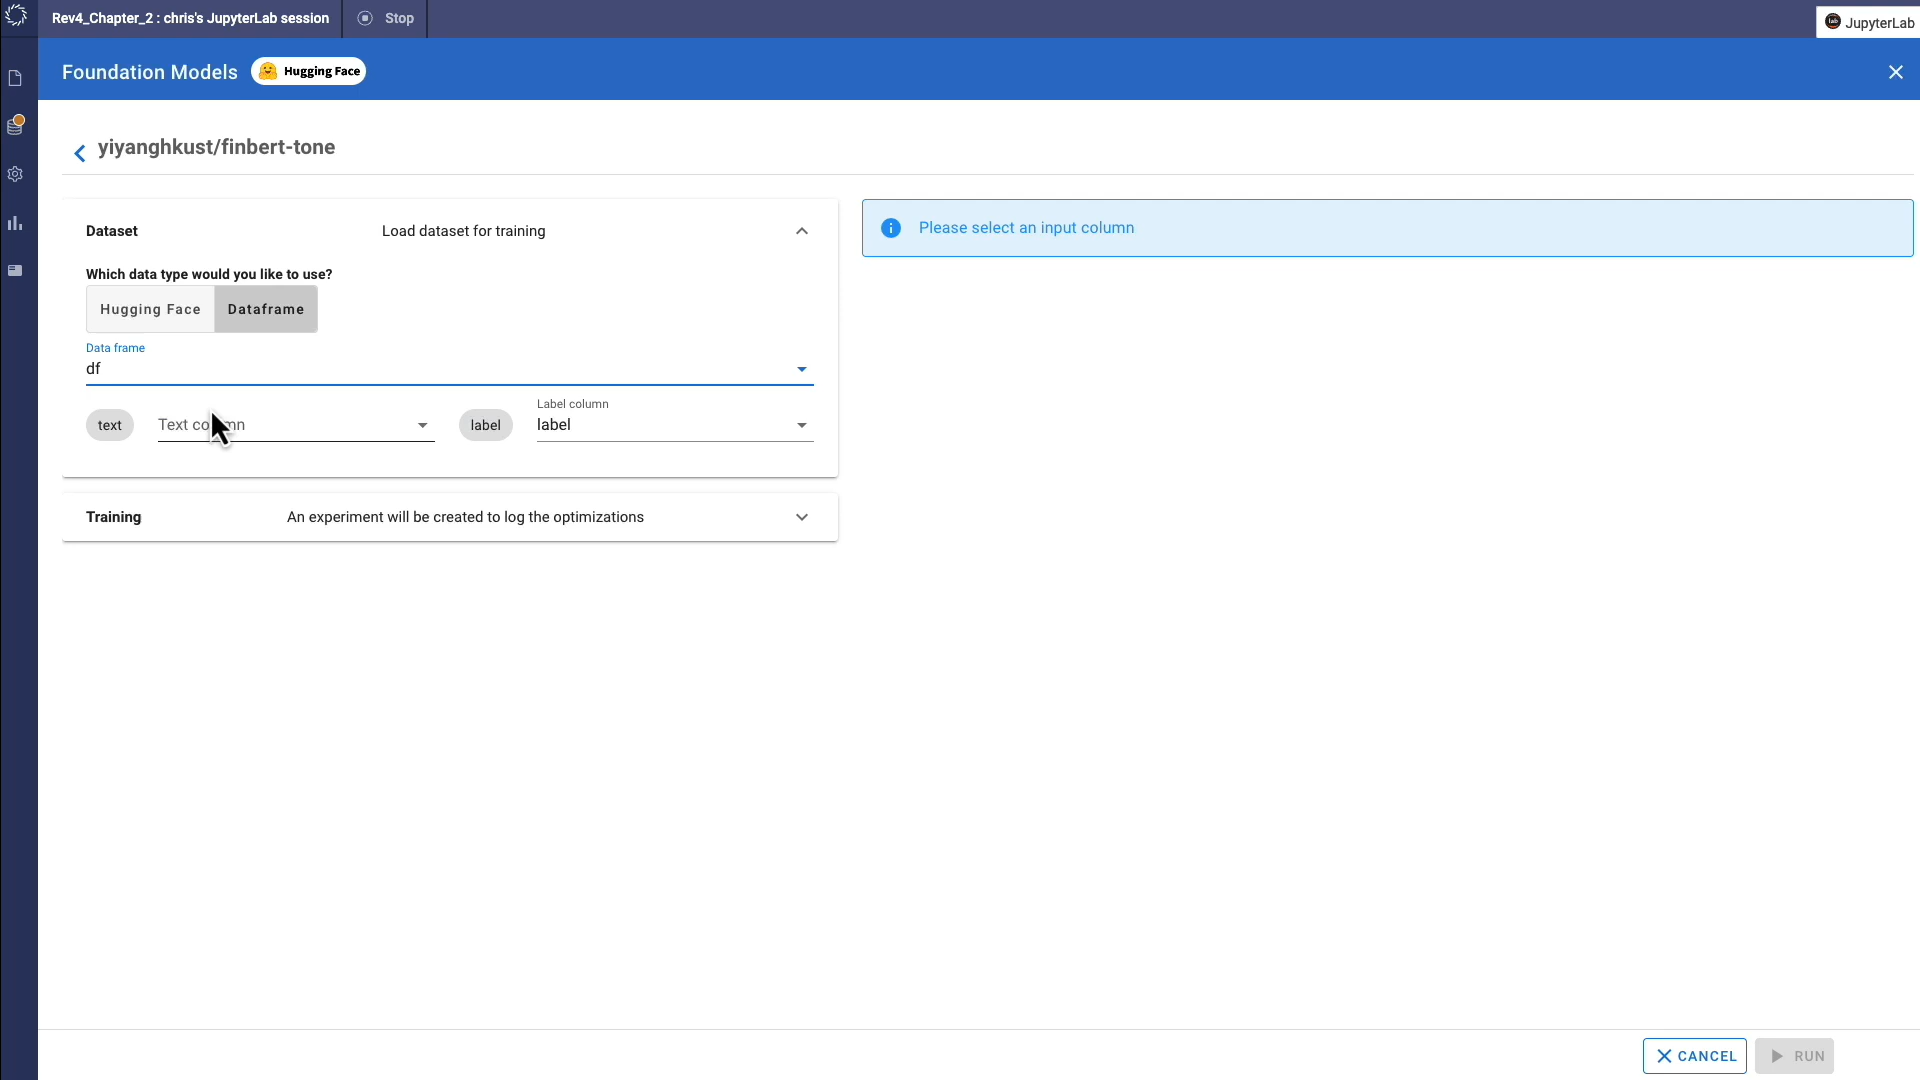 Rev4_Chapter_2 : chris's JupyterLab session
Stop
lab JupyterLab
Foundation Models
Hugging Face
yiyanghkust/finbert-tone
Dataset
Load dataset for training
Please select an input column
Which data type would you like to use?
Hugging Face
Dataframe
Data frame
df
Label column
text
Text column
label
label
Training
An experiment will be created to log the optimizations
CANCEL
RUN